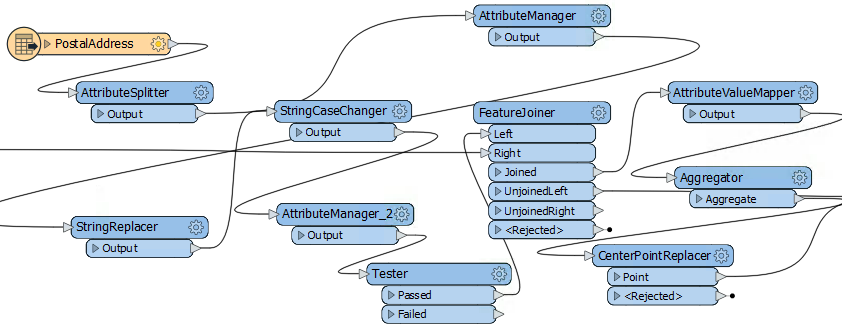 PostalAddress
AttributeSplitter
Output
StringReplacer
Output
StringCaseChanger
Output
AttributeManager_2
Output
Tester
Passed
Failed
AttributeManager
Output
FeatureJoiner
Left
Right
Joined
UnjoinedLeft
UnjoinedRight
<Rejected>
AttributeValueMapper
Output
Aggregator
Aggregate
CenterPointReplacer
Point
<Rejected>